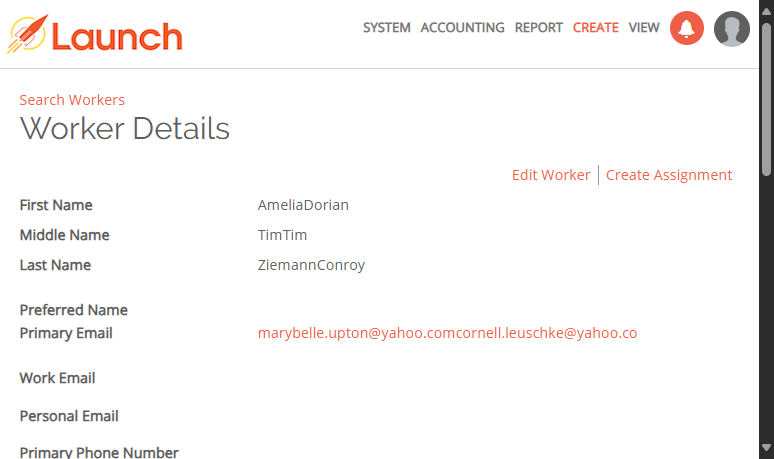 Launch
SYSTEM ACCOUNTING REPORT CREATE VIEW
Search Workers
Worker Details
Edit Worker Create Assignment
First Name AmeliaDorian
Middle Name TimTim
Last Name ZiemannConroy
Preferred Name
Primary Email marybelle.upton@yahoo.comcornell.leuschke@yahoo.co
Work Email
Personal Email
Primary Phone Number